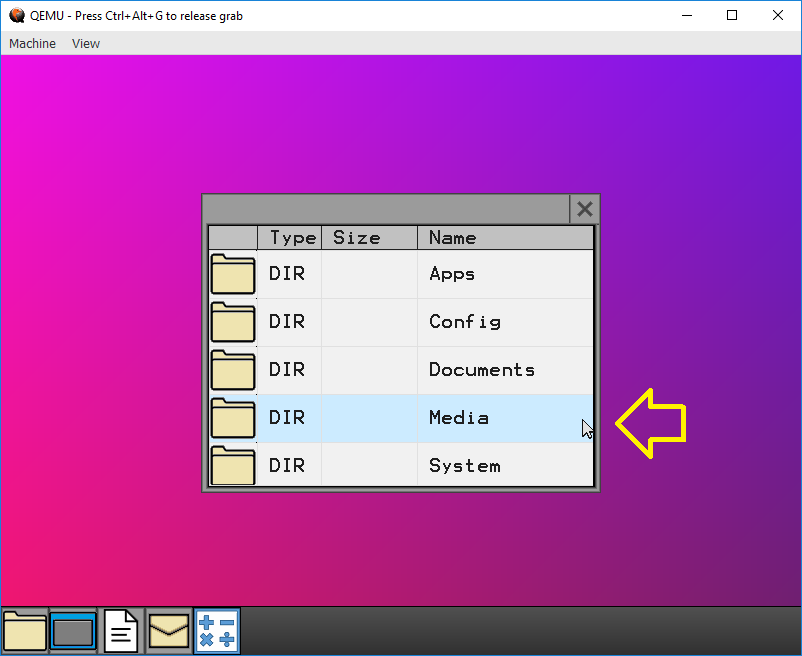 QEMU - Press Ctrl+Alt+G to release grab
Machine View
Type Size Name
DIR Apps
DIR Config
DIR Documents
DIR Media
DIR System